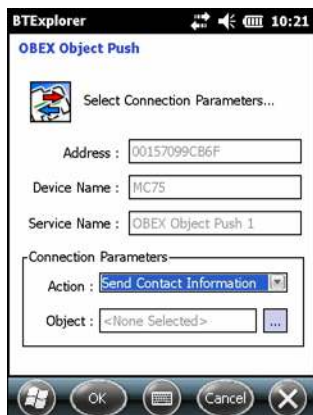 BTExplorer 10:21
OBEX Object Push
Select Connection Parameters...
Address : 00157099CB6F
Device Name : MC75
Service Name : OBEX Object Push 1
Connection Parameters
Action : Send Contact Information
Object : <None Selected> ...
OK Cancel